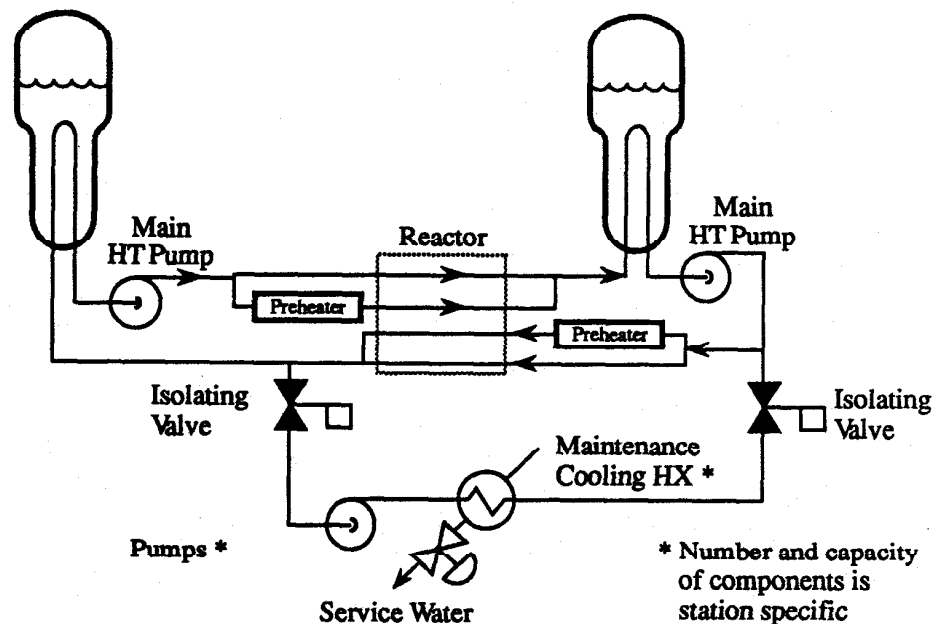 Main
HT Pump
Main
HT Pump
Reactor
Preheater
Preheater
Isolating
Valve
Isolating
Valve
Maintenance
Cooling HX *
Pumps *
* Number and capacity
of components is
station specific
Service Water